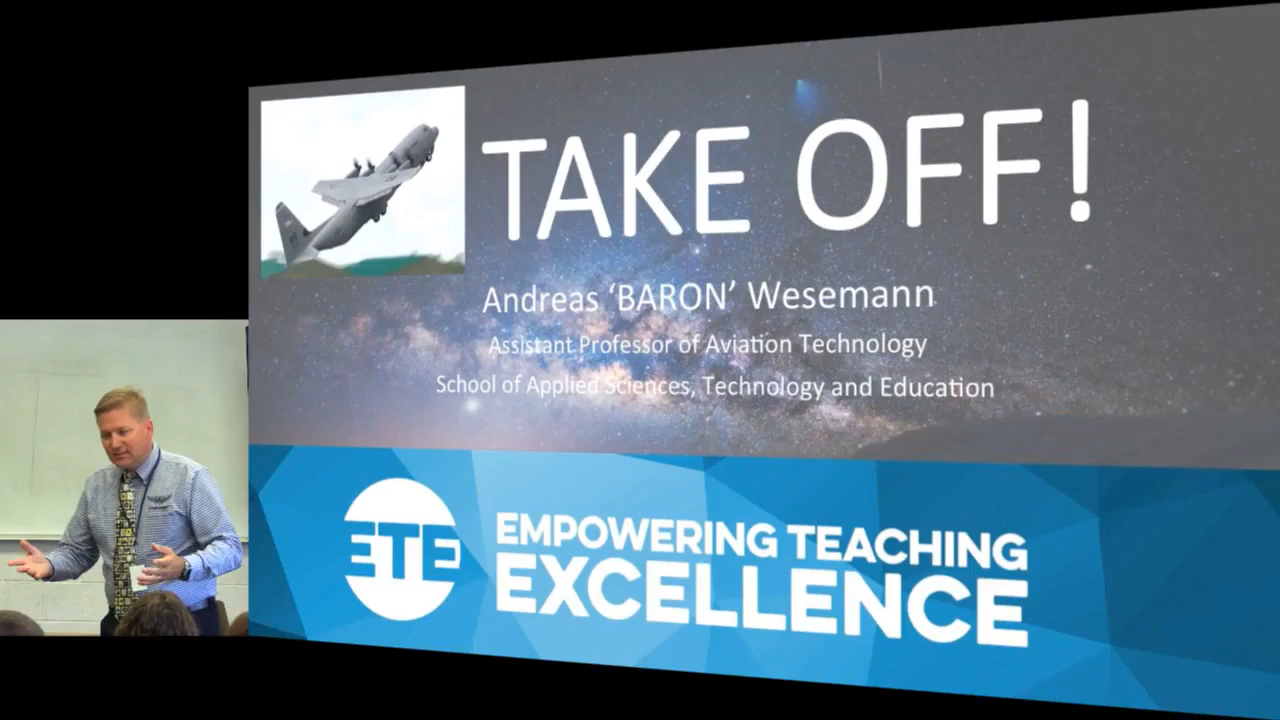 TAKE OFF!
Andreas ‘BARON’ Wesemann
Assistant Professor of Aviation Technology
School of Applied Sciences, Technology and Education
ETE
EMPOWERING TEACHING
EXCELLENCE